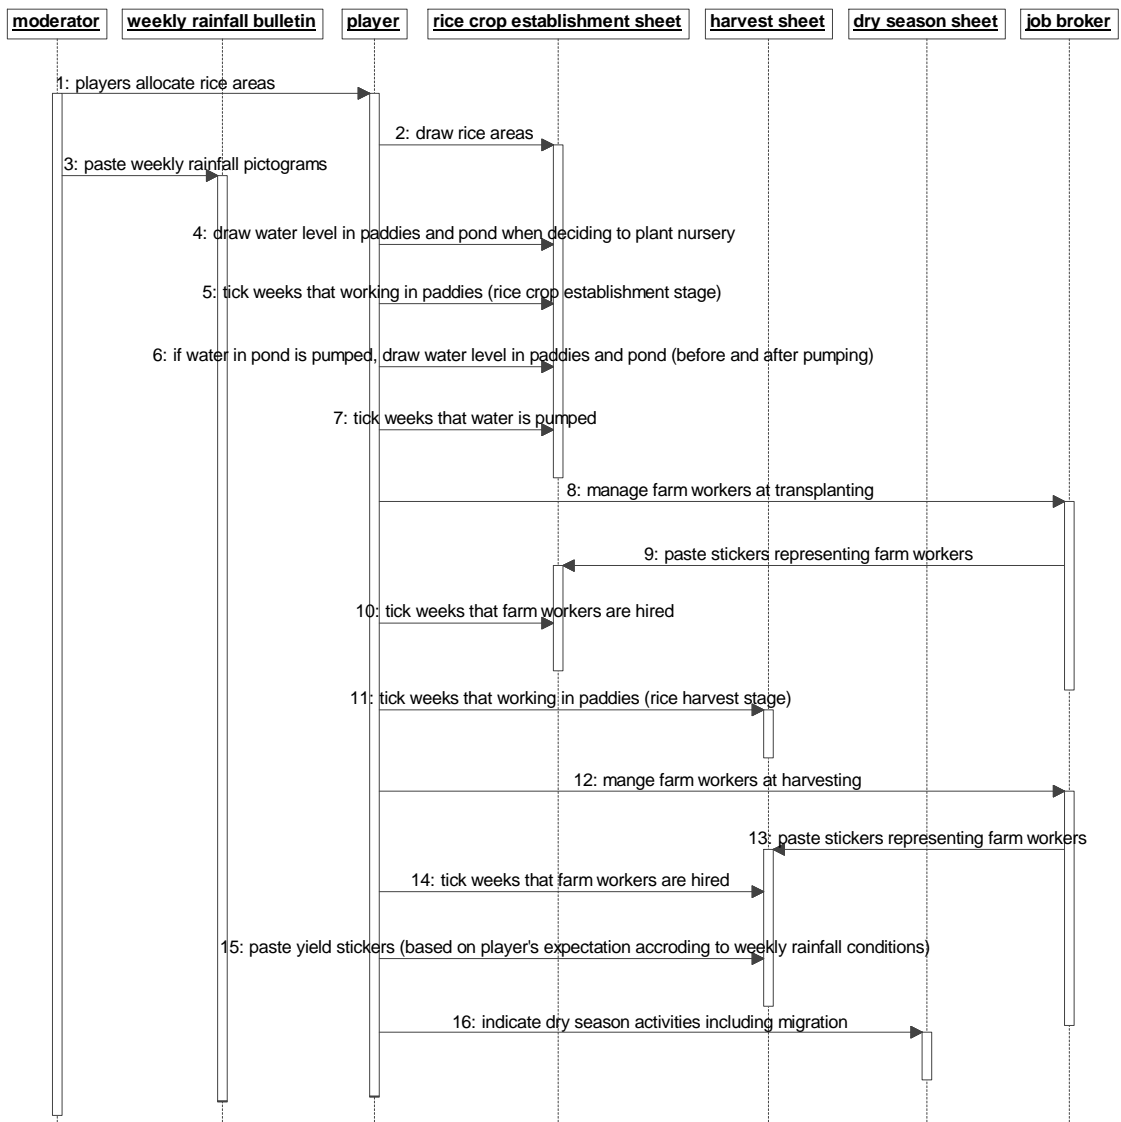 moderator
weekly rainfall bulletin
player
rice crop establishment sheet
harvest sheet
dry season sheet
job broker
1: players allocate rice areas
2: draw rice areas
3: paste weekly rainfall pictograms
4: draw water level in paddies and pond when deciding to plant nursery
5: tick weeks that working in paddies (rice crop establishment stage)
6: if water in pond is pumped, draw water level in paddies and pond (before and after pumping)
7: tick weeks that water is pumped
8: manage farm workers at transplanting
9: paste stickers representing farm workers
10: tick weeks that farm workers are hired
11: tick weeks that working in paddies (rice harvest stage)
12: mange farm workers at harvesting
13: paste stickers representing farm workers
14: tick weeks that farm workers are hired
15: paste yield stickers (based on player's expectation accroding to weekly rainfall conditions)
16: indicate dry season activities including migration